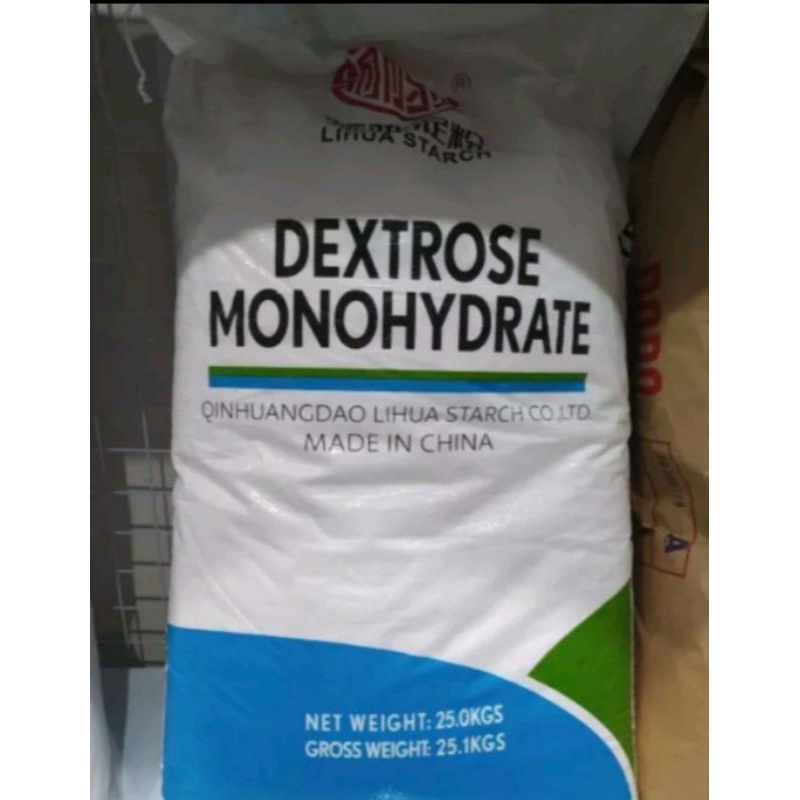 LIHUA STARCH
DEXTROSE
MONOHYDRATE
QINHUANGDAO LIHUA STARCH CO.,LTD.
MADE IN CHINA
NET WEIGHT: 25.0KGS
GROSS WEIGHT: 25.1KGS
A